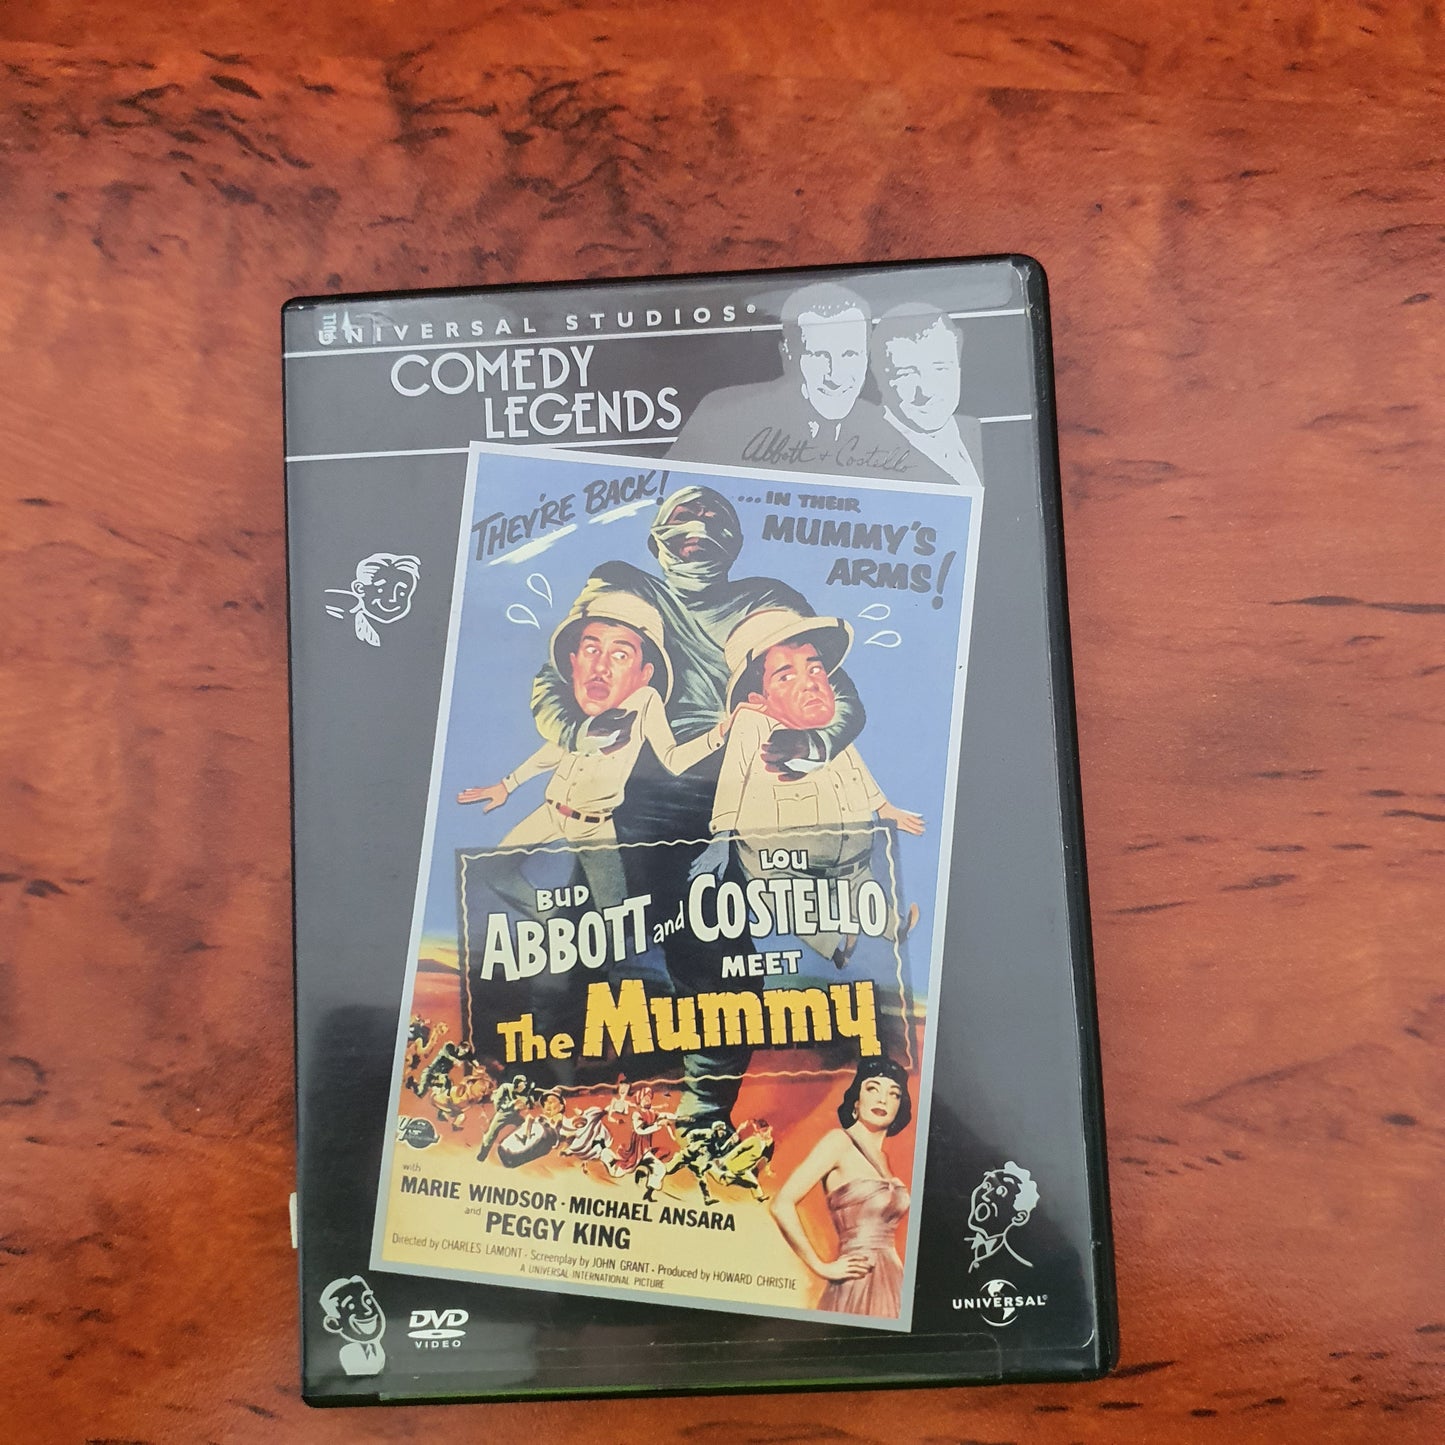 UNIVERSAL STUDIOS®
COMEDY
LEGENDS
Abbott + Costello
THEY'RE BACK!
...IN THEIR
MUMMY'S
ARMS!
BUD
LOU
ABBOTT and COSTELLO
MEET
The Mummy
with
MARIE WINDSOR · MICHAEL ANSARA
and PEGGY KING
Directed by CHARLES LAMONT · Screenplay by JOHN GRANT · Produced by HOWARD CHRISTIE
A UNIVERSAL INTERNATIONAL PICTURE
DVD
VIDEO
UNIVERSAL®